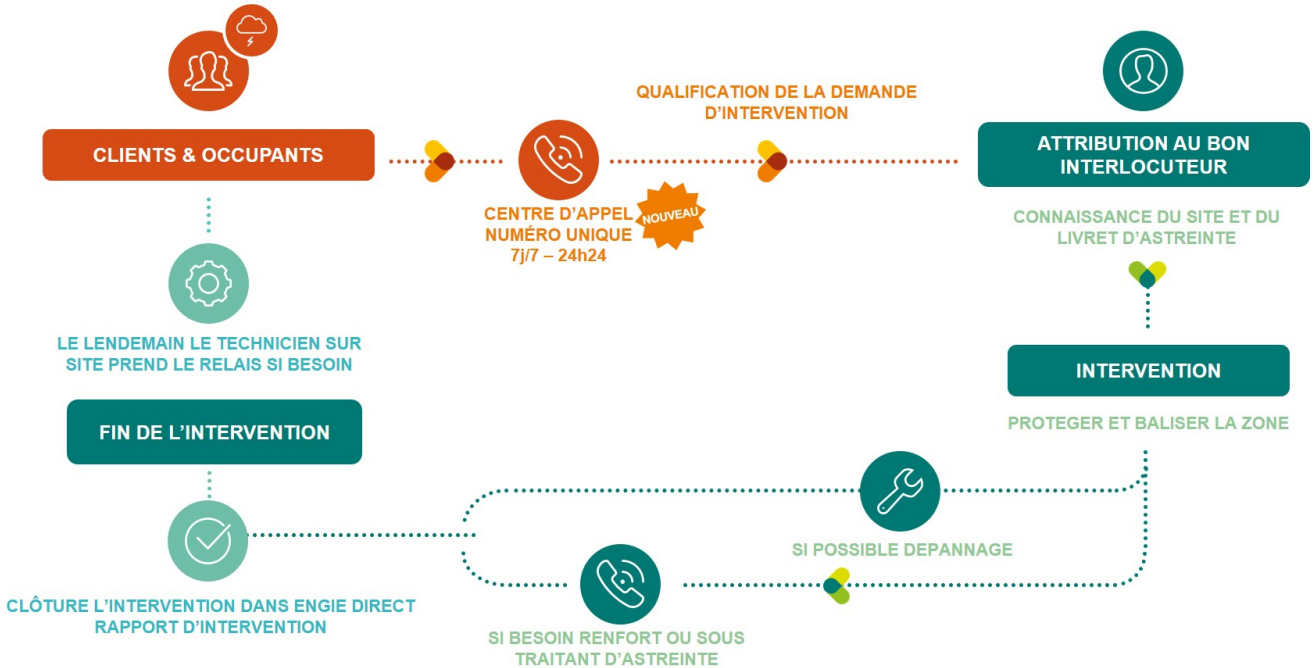 CLIENTS & OCCUPANTS
CENTRE D'APPEL
NUMÉRO UNIQUE
7j/7 – 24h24
NOUVEAU
QUALIFICATION DE LA DEMANDE
D'INTERVENTION
ATTRIBUTION AU BON
INTERLOCUTEUR
CONNAISSANCE DU SITE ET DU
LIVRET D'ASTREINTE
INTERVENTION
PROTEGER ET BALISER LA ZONE
SI POSSIBLE DEPANNAGE
SI BESOIN RENFORT OU SOUS
TRAITANT D'ASTREINTE
CLÔTURE L'INTERVENTION DANS ENGIE DIRECT
RAPPORT D'INTERVENTION
FIN DE L'INTERVENTION
LE LENDEMAIN LE TECHNICIEN SUR
SITE PREND LE RELAIS SI BESOIN